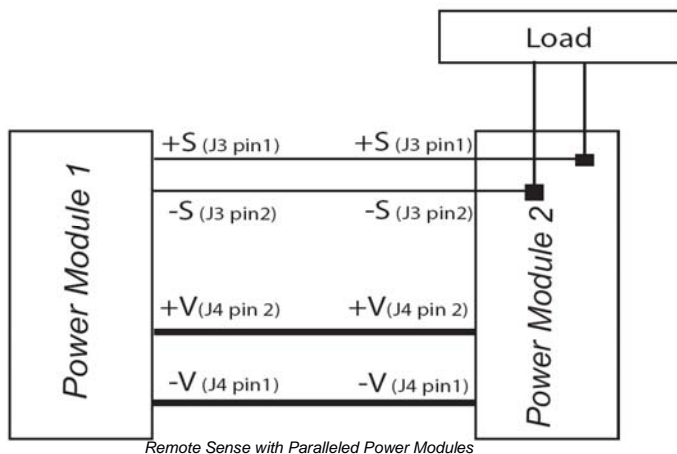 Load
+S (J3 pin1) +S (J3 pin1)
-S (J3 pin2) -S (J3 pin2)
Power Module 1
Power Module 2
+V(J4 pin 2) +V(J4 pin 2)
-V (J4 pin1) -V (J4 pin1)
Remote Sense with Paralleled Power Modules